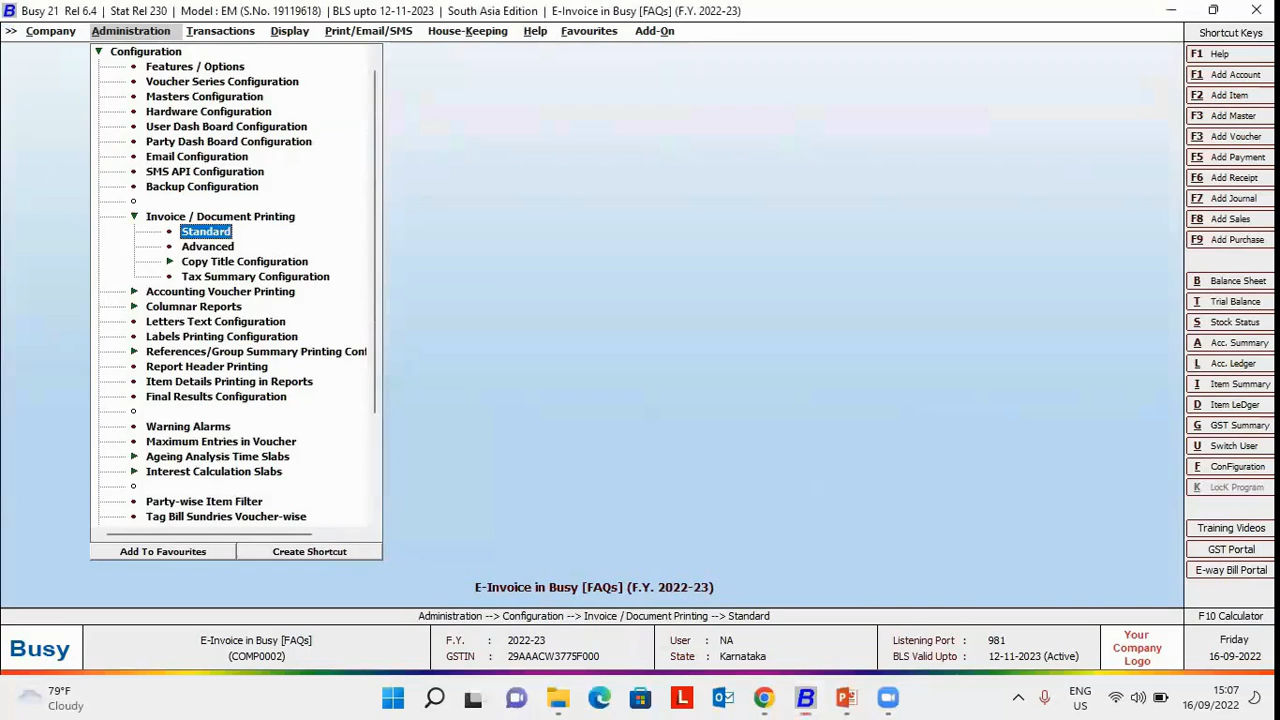 Busy 21 Rel 6.4 | Stat Rel 230 | Model : EM (S.No. 19119618) | BLS upto 12-11-2023 | South Asia Edition | E-Invoice in Busy [FAQs] (F.Y. 2022-23)
>> Company Administration Transactions Display Print/Email/SMS House-Keeping Help Favourites Add-On
Shortcut Keys
Configuration
Features / Options
Voucher Series Configuration
Masters Configuration
Hardware Configuration
User Dash Board Configuration
Party Dash Board Configuration
Email Configuration
SMS API Configuration
Backup Configuration
Invoice / Document Printing
Standard
Advanced
Copy Title Configuration
Tax Summary Configuration
Accounting Voucher Printing
Columnar Reports
Letters Text Configuration
Labels Printing Configuration
References/Group Summary Printing Conf
Report Header Printing
Item Details Printing in Reports
Final Results Configuration
Warning Alarms
Maximum Entries in Voucher
Ageing Analysis Time Slabs
Interest Calculation Slabs
Party-wise Item Filter
Tag Bill Sundries Voucher-wise
Add To Favourites Create Shortcut
F1 Help
F1 Add Account
F2 Add Item
F3 Add Master
F3 Add Voucher
F5 Add Payment
F6 Add Receipt
F7 Add Journal
F8 Add Sales
F9 Add Purchase
B Balance Sheet
T Trial Balance
S Stock Status
A Acc. Summary
L Acc. Ledger
I Item Summary
D Item LeDger
G GST Summary
U Switch User
F ConFiguration
K LocK Program
Training Videos
GST Portal
E-way Bill Portal
E-Invoice in Busy [FAQs] (F.Y. 2022-23)
Administration --> Configuration --> Invoice / Document Printing --> Standard
F10 Calculator
Busy
E-Invoice in Busy [FAQs]
(COMP0002)
F.Y. : 2022-23
GSTIN : 29AAACW3775F000
User : NA
State : Karnataka
Listening Port : 981
BLS Valid Upto : 12-11-2023 (Active)
Your
Company
Logo
Friday
16-09-2022
79°F
Cloudy
ENG
US
15:07
16/09/2022